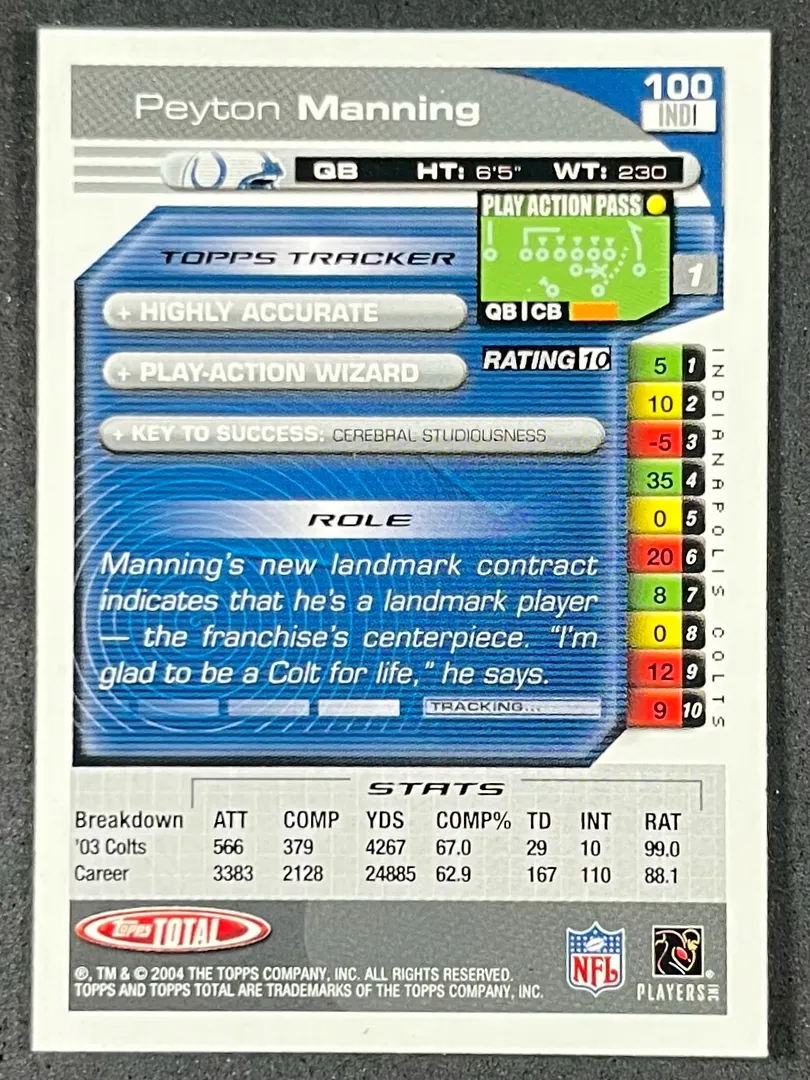 Peyton Manning
100
INDI
QB HT: 6'5" WT: 230
PLAY ACTION PASS
TOPPS TRACKER
1
+ HIGHLY ACCURATE
QB|CB
RATING 10
+ PLAY-ACTION WIZARD
+ KEY TO SUCCESS: CEREBRAL STUDIOUSNESS
5 1
10 2
-5 3
35 4
0 5
20 6
8 7
0 8
12 9
9 10
INDIANAPOLIS COLTS
ROLE
Manning's new landmark contract
indicates that he's a landmark player
— the franchise's centerpiece. "I'm
glad to be a Colt for life," he says.
TRACKING...
STATS
Breakdown ATT COMP YDS COMP% TD INT RAT
'03 Colts 566 379 4267 67.0 29 10 99.0
Career 3383 2128 24885 62.9 167 110 88.1
Topps TOTAL
®, TM & © 2004 THE TOPPS COMPANY, INC. ALL RIGHTS RESERVED.
TOPPS AND TOPPS TOTAL ARE TRADEMARKS OF THE TOPPS COMPANY, INC.
NFL
PLAYERS INC ®